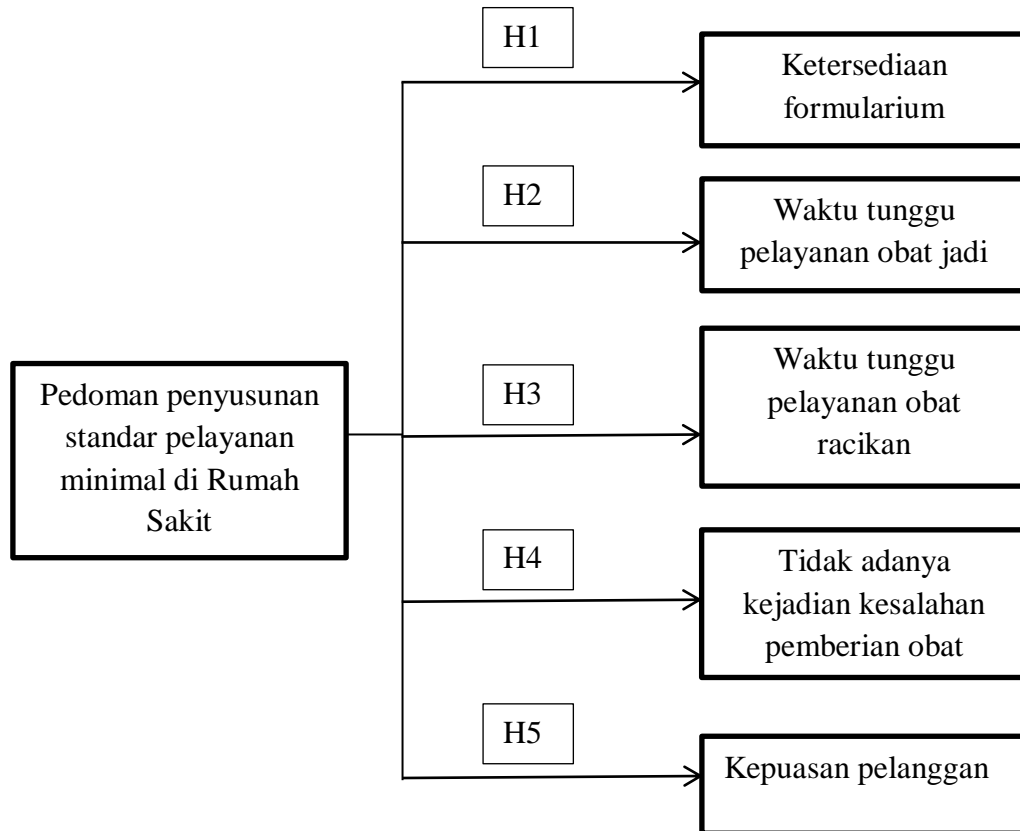 H1
Ketersediaan
formularium
H2
Waktu tunggu
pelayanan obat jadi
Pedoman penyusunan
standar pelayanan
minimal di Rumah
Sakit
H3
Waktu tunggu
pelayanan obat
racikan
H4
Tidak adanya
kejadian kesalahan
pemberian obat
H5
Kepuasan pelanggan